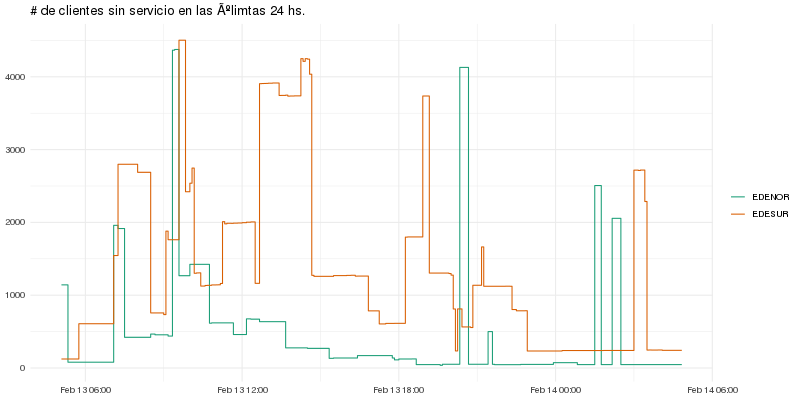 # de clientes sin servicio en las Ãºlimtas 24 hs.
4000
3000
2000
1000
0
Feb 13 06:00
Feb 13 12:00
Feb 13 18:00
Feb 14 00:00
Feb 14 06:00
EDENOR
EDESUR